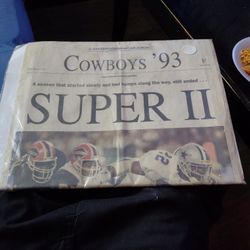 Cowboys '93
A season that started slowly and had bumps along the way, still ended . . .
SUPER II
22